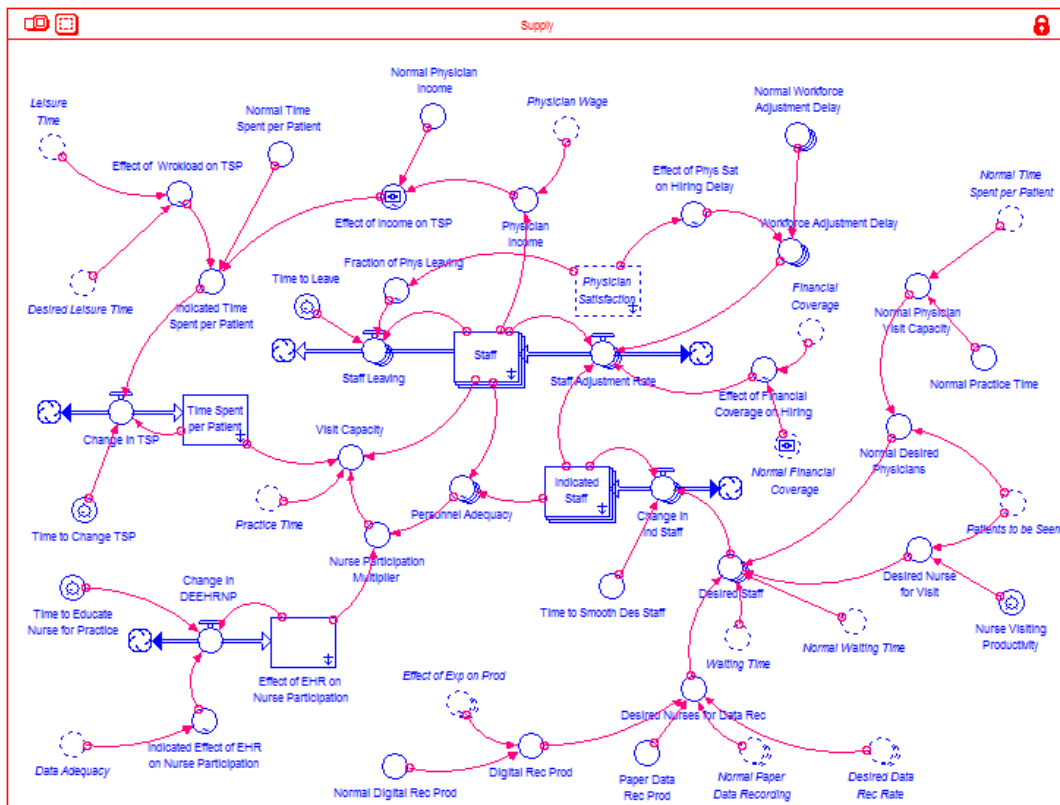 Supply
Normal Physician
Income
Leisure
Time
Normal Time
Spent per Patient
Physician Wage
Normal Workforce
Adjustment Delay
Effect of Wrokload on TSP
Effect of Phys Sat
on Hiring Delay
Normal Time
Spent per Patient
Effect of Income on TSP
Physician
Income
Workforce Adjustment Delay
Fraction of Phys Leaving
Time to Leave
Physician
Satisfaction
Financial
Coverage
Desired Leisure Time
Indicated Time
Spent per Patient
Normal Physician
Visit Capacity
Staff
Staff Leaving
Staff Adjustment Rate
Normal Practice Time
Effect of Financial
Coverage on Hiring
Time Spent
per Patient
Change in TSP
Visit Capacity
Normal Desired
Physicians
Normal Financial
Coverage
Indicated
Staff
Practice Time
Personnel Adequacy
Change in
Ind Staff
Patients to be Seen
Time to Change TSP
Nurse Participation
Multiplier
Change in
DEEHRNP
Time to Educate
Nurse for Practice
Desired Staff
Desired Nurse
for Visit
Time to Smooth Des Staff
Nurse Visiting
Productivity
Normal Waiting Time
Waiting Time
Effect of EHR on
Nurse Participation
Effect of Exp on Prod
Desired Nurses for Data Rec
Indicated Effect of EHR
on Nurse Participation
Data Adequacy
Digital Rec Prod
Normal Digital Rec Prod
Paper Data
Rec Prod
Normal Paper
Data Recording
Desired Data
Rec Rate